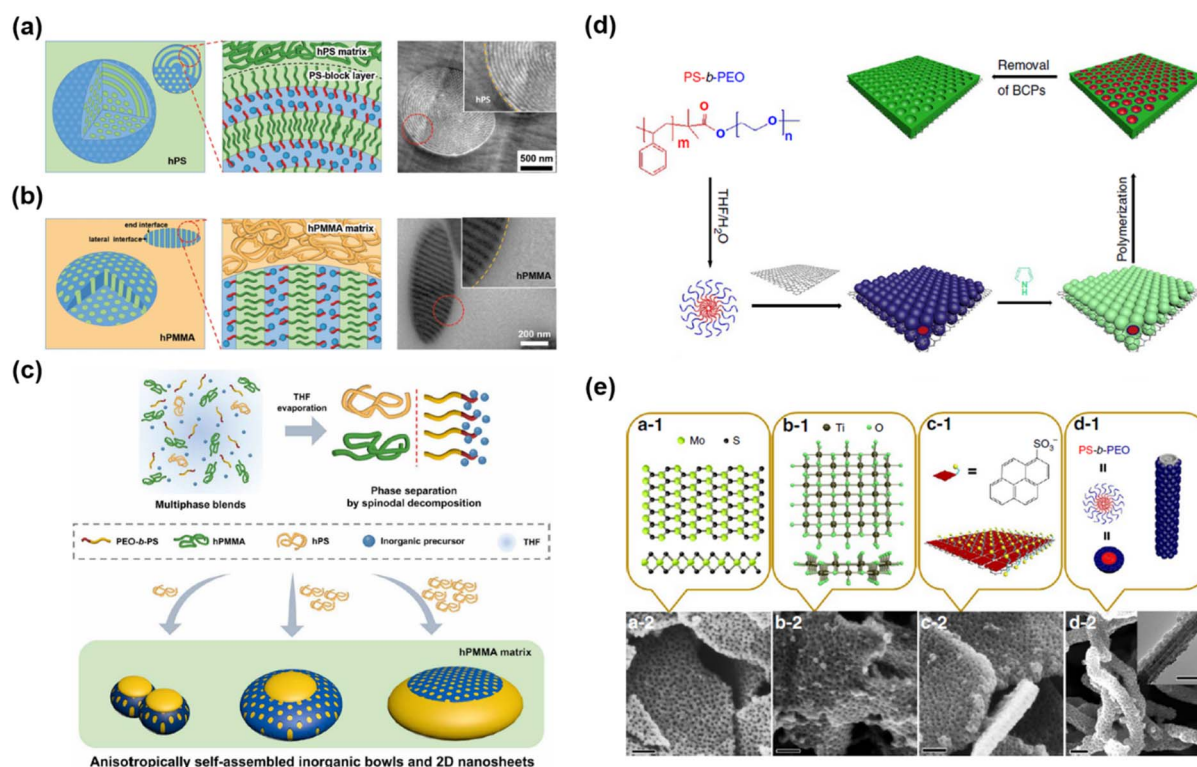 (a)
hPS
hPS matrix
PS-block layer
hPS
500 nm
(b)
end interface
lateral interface
hPMMA
hPMMA matrix
hPMMA
200 nm
(c)
Multiphase blends
THF
evaporation
Phase separation
by spinodal decomposition
PEO-b-PS
hPMMA
hPS
Inorganic precursor
THF
hPMMA matrix
Anisotropically self-assembled inorganic bowls and 2D nanosheets
(d)
PS-b-PEO
O
O
O
m
n
THF/H2O
N
H
Polymerization
Removal
of BCPs
(e)
a-1
Mo
S
b-1
Ti
O
c-1
=
SO3−
d-1
PS-b-PEO
=
=
a-2
b-2
c-2
d-2